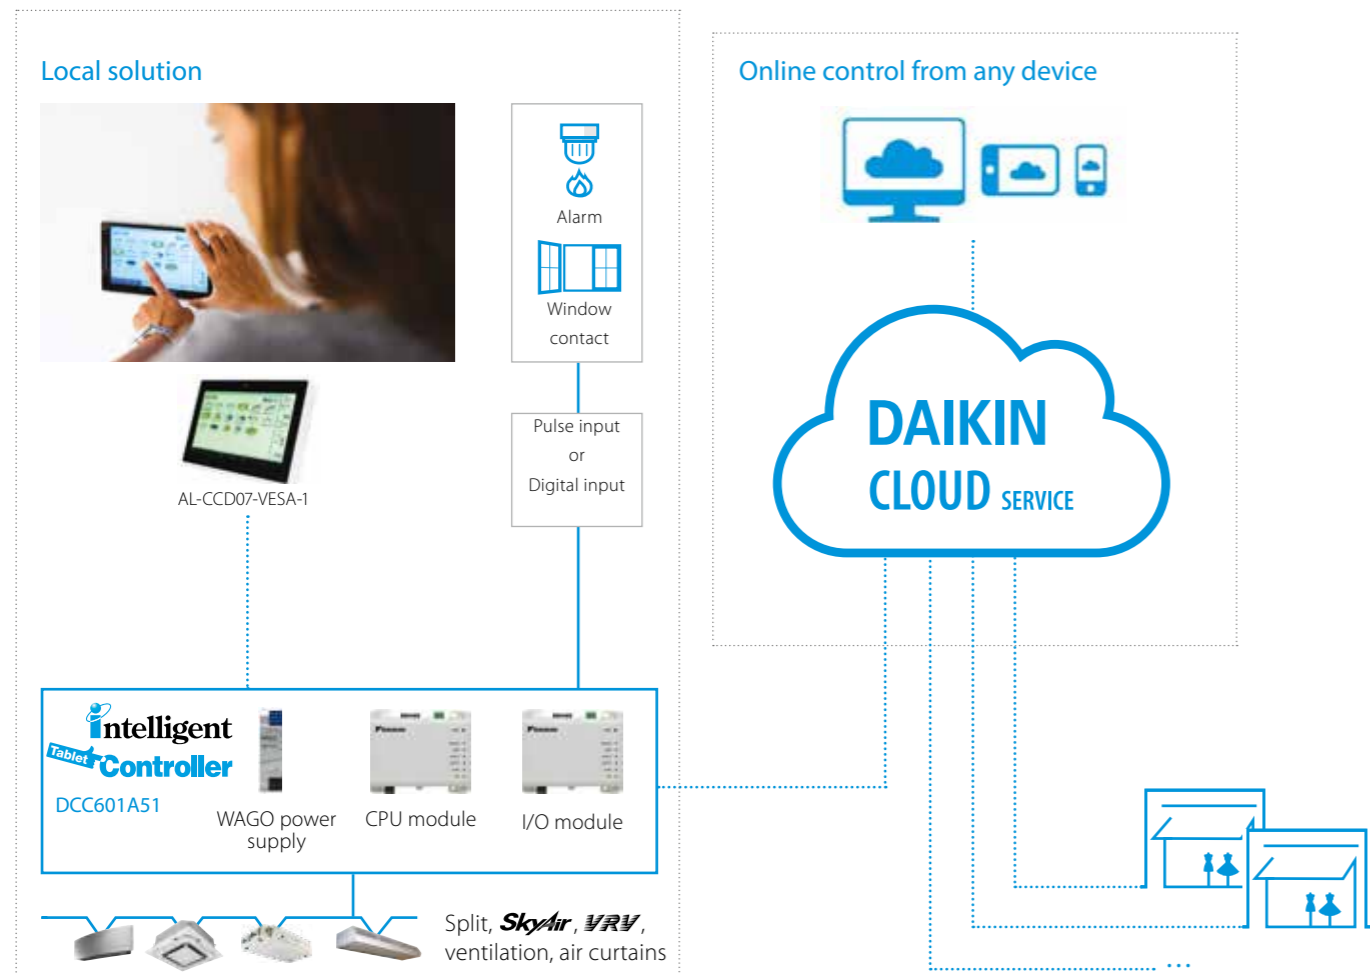 Local solution
Alarm
Window
contact
Pulse input
or
Digital input
AL-CCD07-VESA-1
intelligent
Tablet Controller
DCC601A51
WAGO power
supply
CPU module
I/O module
Split, SkyAir, VRV,
ventilation, air curtains
Online control from any device
DAIKIN
CLOUD SERVICE
...